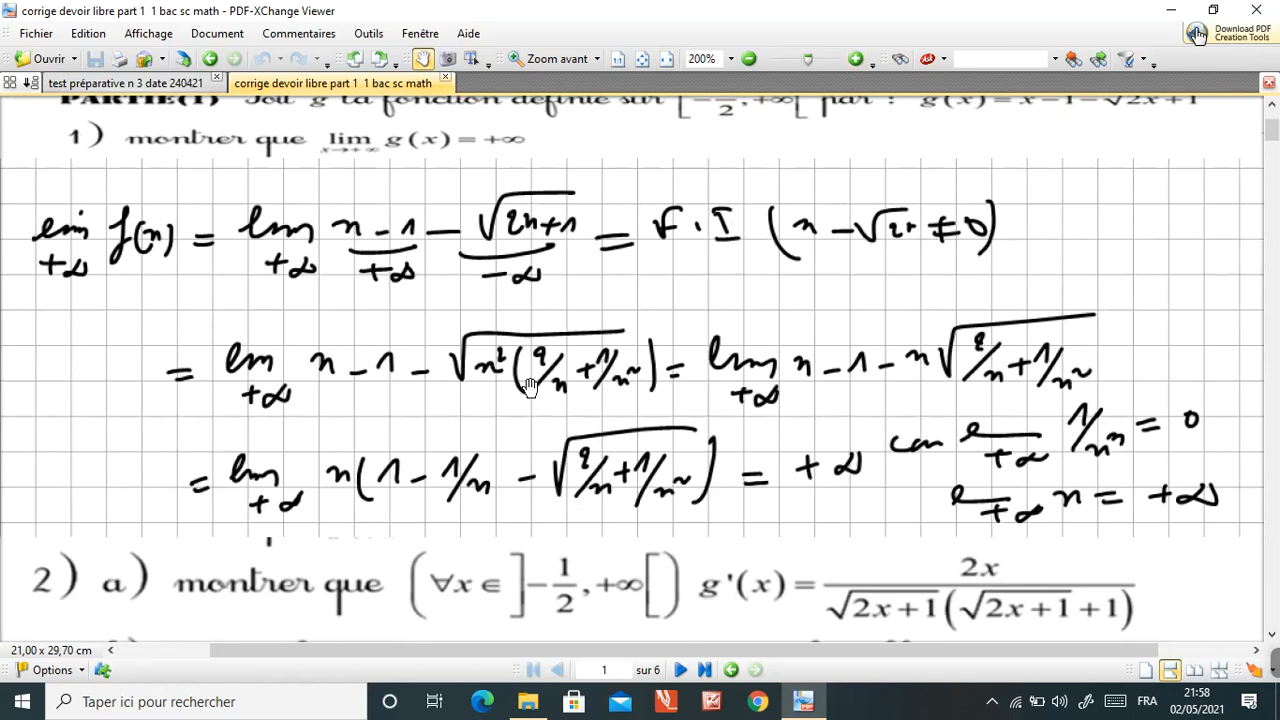 corrige devoir libre part 1 1 bac sc math - PDF-XChange Viewer
Fichier Edition Affichage Document Commentaires Outils Fenêtre Aide
Download PDF
Creation Tools
Ouvrir Zoom avant 200%
test préparative n 3 date 240421 corrige devoir libre part 1 1 bac sc math
PARTIE(1) Soit g la fonction définie sur [-1/2,+∞[ par : g(x)=x-1-√2x+1
1) montrer que lim x→+∞ g(x)=+∞
lim +∞ f(x) = lim +∞ x-1 - √(2x+1) = F.I (x-√2x ≠ 0)
+∞ -∞
= lim +∞ x-1-√(x²(2/x+1/x²)) = lim +∞ x-1-x√(2/x+1/x²)
= lim +∞ x(1-1/x-√(2/x+1/x²)) = +∞ car l +∞ 1/xⁿ = 0
l +∞ x = +∞
2) a) montrer que (∀x∈]-1/2,+∞[) g'(x)=2x/(√(2x+1)(√(2x+1)+1))
21,00 x 29,70 cm
Options 1 sur 6
Taper ici pour rechercher
FRA
21:58
02/05/2021